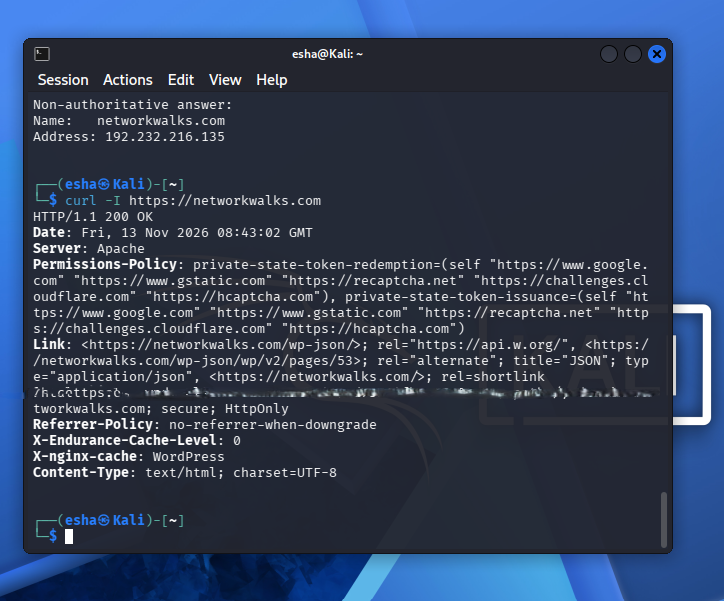 esha@Kali: ~
Session Actions Edit View Help
Non-authoritative answer:
Name:   networkwalks.com
Address: 192.232.216.135
┌──(esha㉿Kali)-[~]
└─$ curl -I https://networkwalks.com
HTTP/1.1 200 OK
Date: Fri, 13 Nov 2026 08:43:02 GMT
Server: Apache
Permissions-Policy: private-state-token-redemption=(self "https://www.google.
com" "https://www.gstatic.com" "https://recaptcha.net" "https://challenges.cl
oudflare.com" "https://hcaptcha.com"), private-state-token-issuance=(self "ht
tps://www.google.com" "https://www.gstatic.com" "https://recaptcha.net" "http
s://challenges.cloudflare.com" "https://hcaptcha.com")
Link: <https://networkwalks.com/wp-json/>; rel="https://api.w.org/", <https:/
/networkwalks.com/wp-json/wp/v2/pages/53>; rel="alternate"; title="JSON"; typ
e="application/json", <https://networkwalks.com/>; rel=shortlink
tworkwalks.com; secure; HttpOnly
Referrer-Policy: no-referrer-when-downgrade
X-Endurance-Cache-Level: 0
X-nginx-cache: WordPress
Content-Type: text/html; charset=UTF-8
┌──(esha㉿Kali)-[~]
└─$